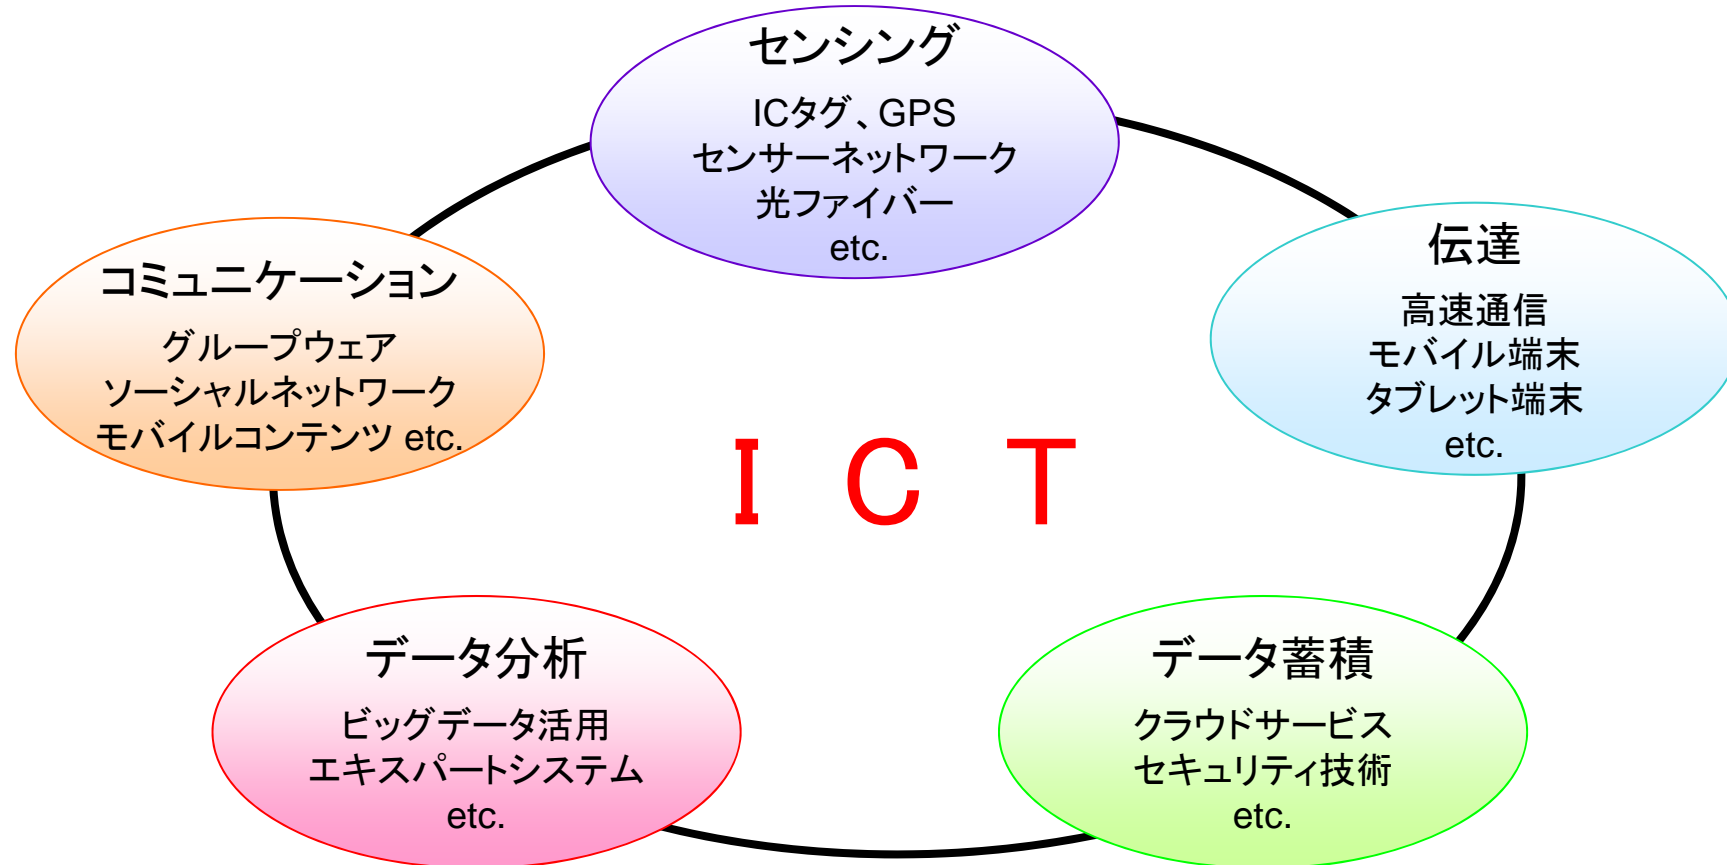 センシング
ICタグ、GPS
センサーネットワーク
光ファイバー
etc.
伝達
高速通信
モバイル端末
タブレット端末
etc.
コミュニケーション
グループウェア
ソーシャルネットワーク
モバイルコンテンツ etc.
ＩＣＴ
データ分析
ビッグデータ活用
エキスパートシステム
etc.
データ蓄積
クラウドサービス
セキュリティ技術
etc.